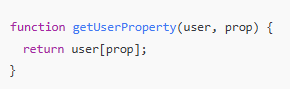 function getUserProperty(user, prop) {
  return user[prop];
}